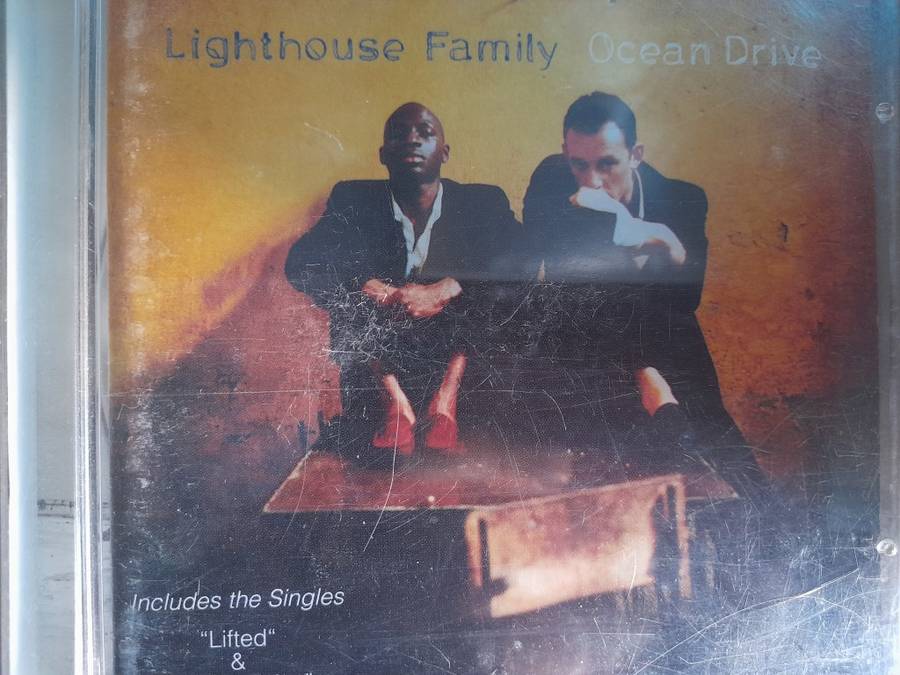 Lighthouse Family Ocean Drive
Includes the Singles
“Lifted“
&